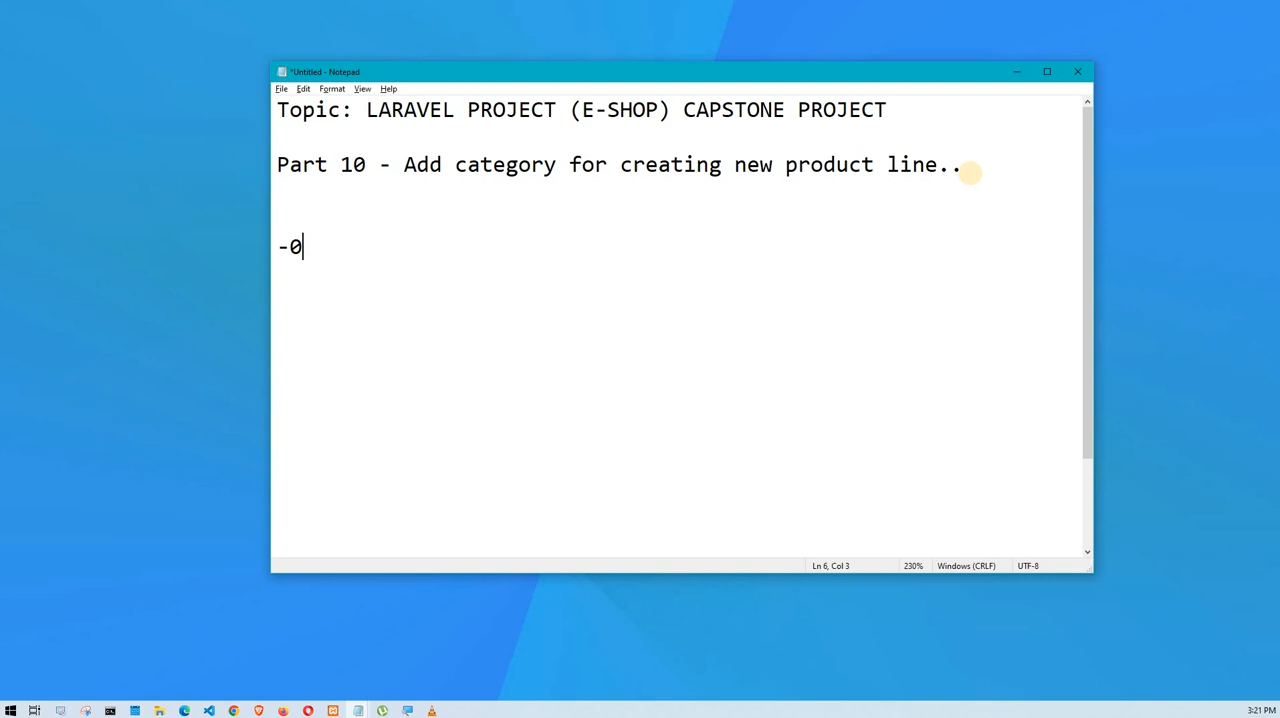 *Untitled - Notepad
File Edit Format View Help
Topic: LARAVEL PROJECT (E-SHOP) CAPSTONE PROJECT
Part 10 - Add category for creating new product line..
-0
Ln 6, Col 3 230% Windows (CRLF) UTF-8
3:21 PM